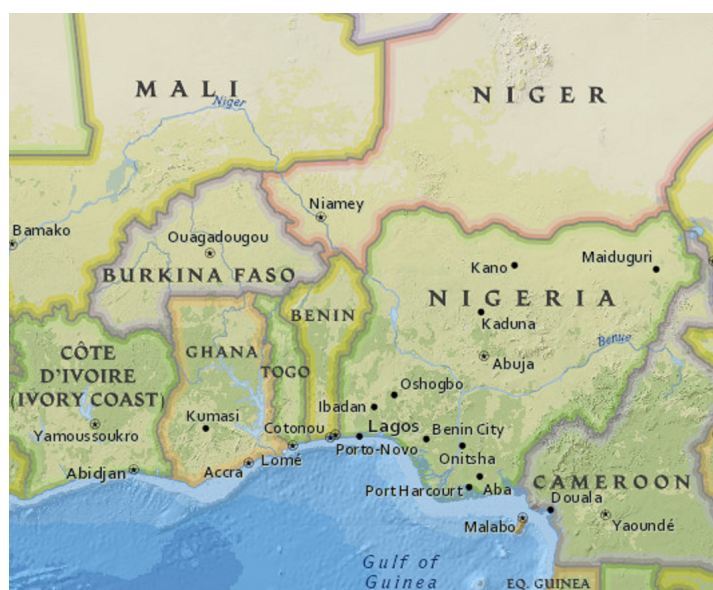 MALI
NIGER
Niger
Niamey
Bamako
Ouagadougou
Maiduguri
Kano
BURKINA FASO
NIGERIA
BENIN
Kaduna
Benue
CÔTE
D'IVOIRE
(IVORY COAST)
GHANA
TOGO
Abuja
Oshogbo
Ibadan
Kumasi
Yamoussoukro
Cotonou
Lagos
Benin City
Porto-Novo
Onitsha
Abidjan
Accra
Lomé
Port Harcourt
Aba
CAMEROON
Douala
Malabo
Yaoundé
Gulf of
Guinea
EQ. GUINEA